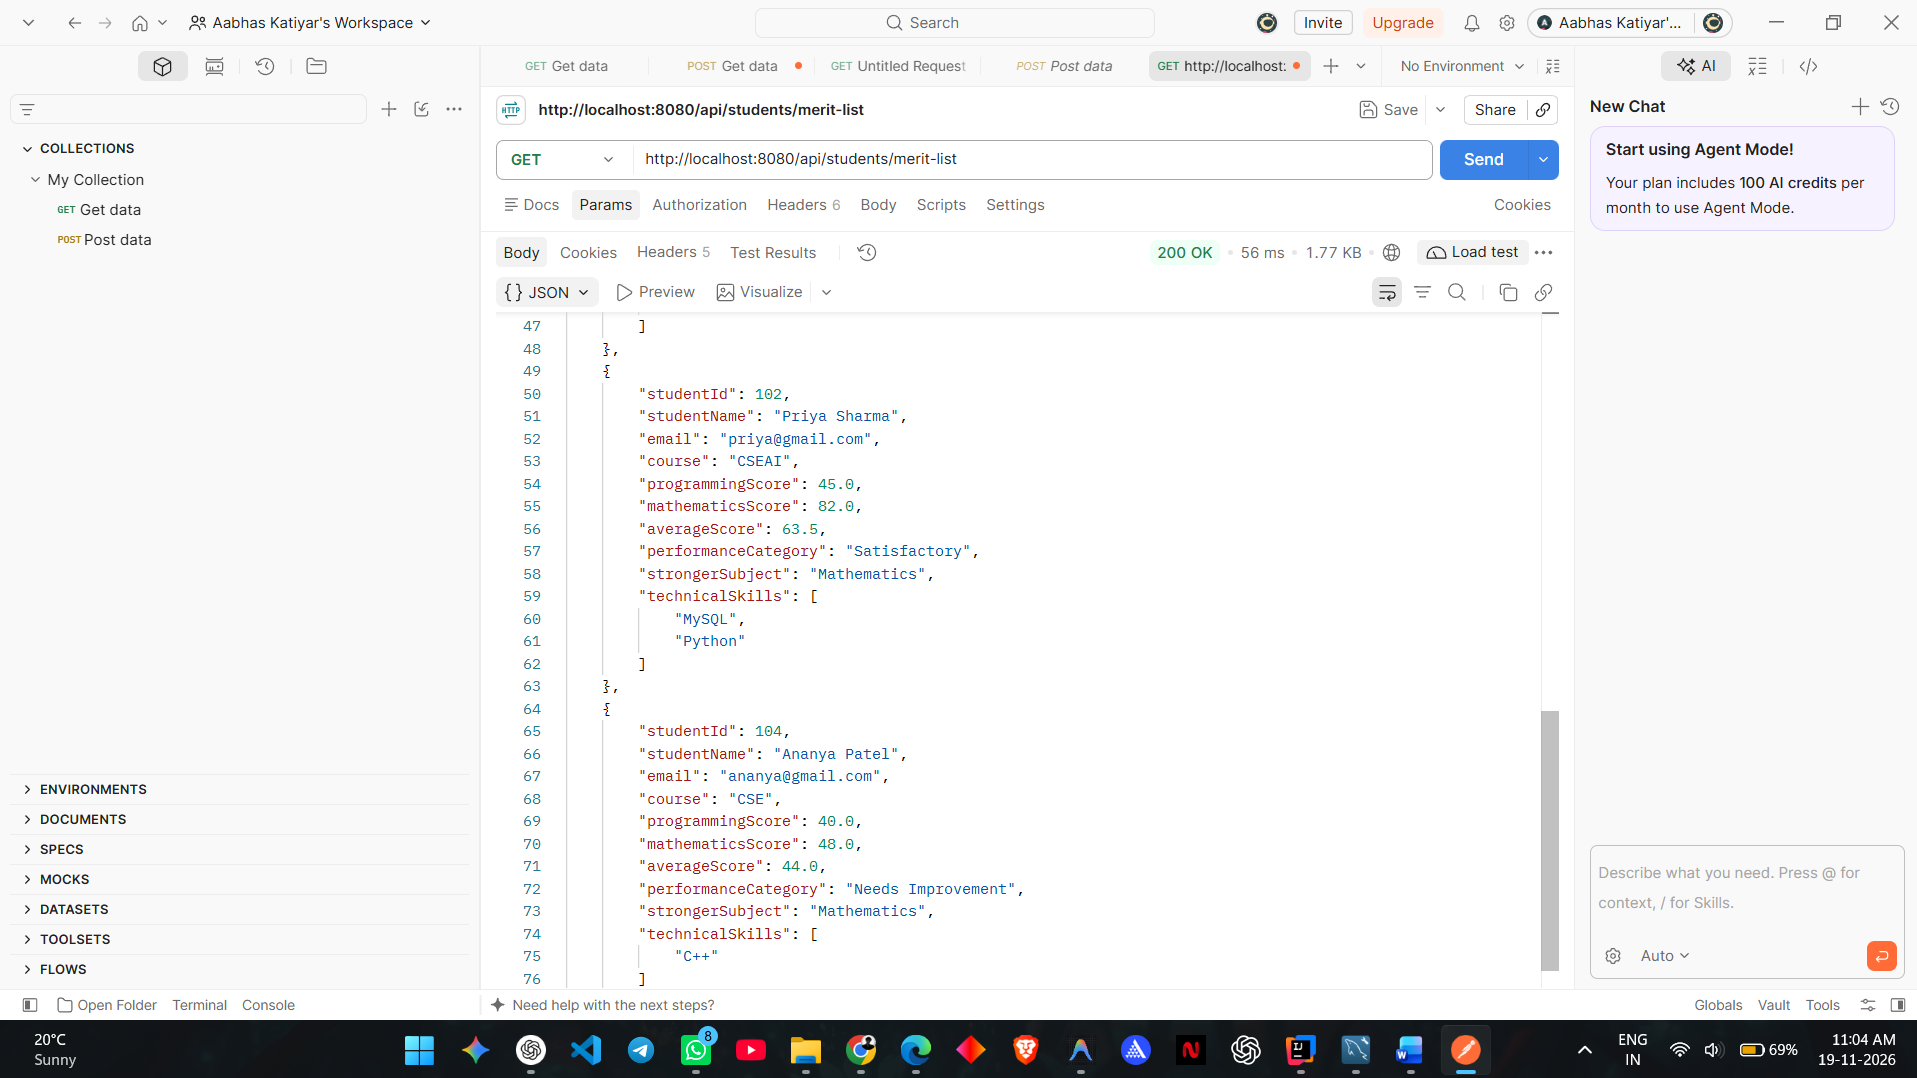 Aabhas Katiyar's Workspace
Search
Invite
Upgrade
Aabhas Katiyar'...
GET Get data
POST Get data
GET Untitled Request
POST Post data
GET http://localhost:
No Environment
AI
http://localhost:8080/api/students/merit-list
Save
Share
New Chat
COLLECTIONS
My Collection
GET Get data
POST Post data
GET
http://localhost:8080/api/students/merit-list
Send
Start using Agent Mode!
Your plan includes 100 AI credits per
month to use Agent Mode.
Docs Params Authorization Headers 6 Body Scripts Settings
Cookies
Body Cookies Headers 5 Test Results
200 OK • 56 ms • 1.77 KB •
Load test
{} JSON
Preview
Visualize
47 ]
48 },
49 {
50 "studentId": 102,
51 "studentName": "Priya Sharma",
52 "email": "priya@gmail.com",
53 "course": "CSEAI",
54 "programmingScore": 45.0,
55 "mathematicsScore": 82.0,
56 "averageScore": 63.5,
57 "performanceCategory": "Satisfactory",
58 "strongerSubject": "Mathematics",
59 "technicalSkills": [
60 "MySQL",
61 "Python"
62 ]
63 },
64 {
65 "studentId": 104,
66 "studentName": "Ananya Patel",
67 "email": "ananya@gmail.com",
68 "course": "CSE",
69 "programmingScore": 40.0,
70 "mathematicsScore": 48.0,
71 "averageScore": 44.0,
72 "performanceCategory": "Needs Improvement",
73 "strongerSubject": "Mathematics",
74 "technicalSkills": [
75 "C++"
76 ]
ENVIRONMENTS
DOCUMENTS
SPECS
MOCKS
DATASETS
TOOLSETS
FLOWS
Describe what you need. Press @ for
context, / for Skills.
Auto
Open Folder
Terminal
Console
Need help with the next steps?
Globals
Vault
Tools
20°C
Sunny
8
ENG
IN
69%
11:04 AM
19-11-2026